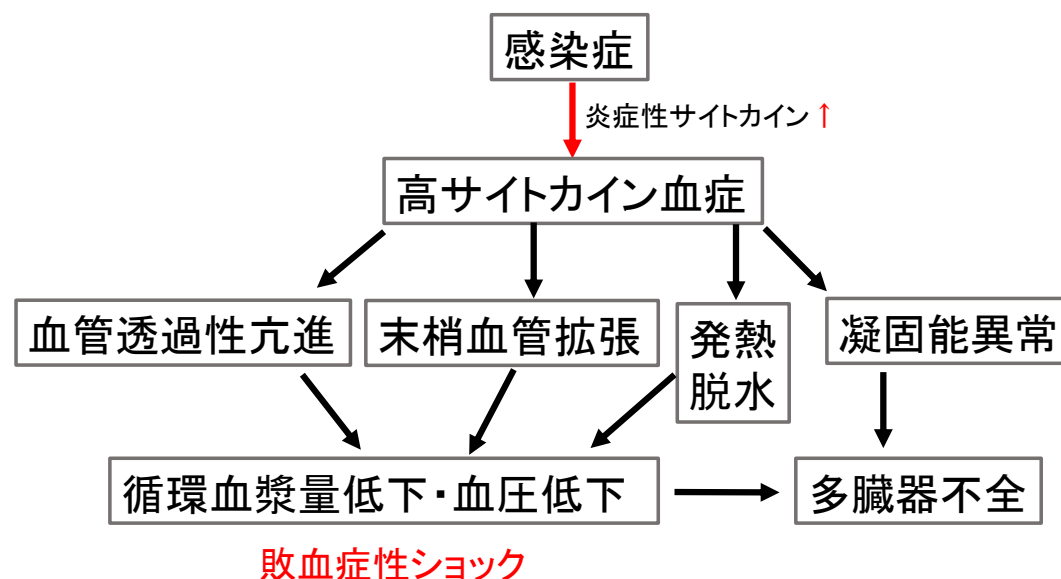 感染症
炎症性サイトカイン↑
高サイトカイン血症
血管透過性亢進
末梢血管拡張
発熱
脱水
凝固能異常
循環血漿量低下・血圧低下
多臓器不全
敗血症性ショック